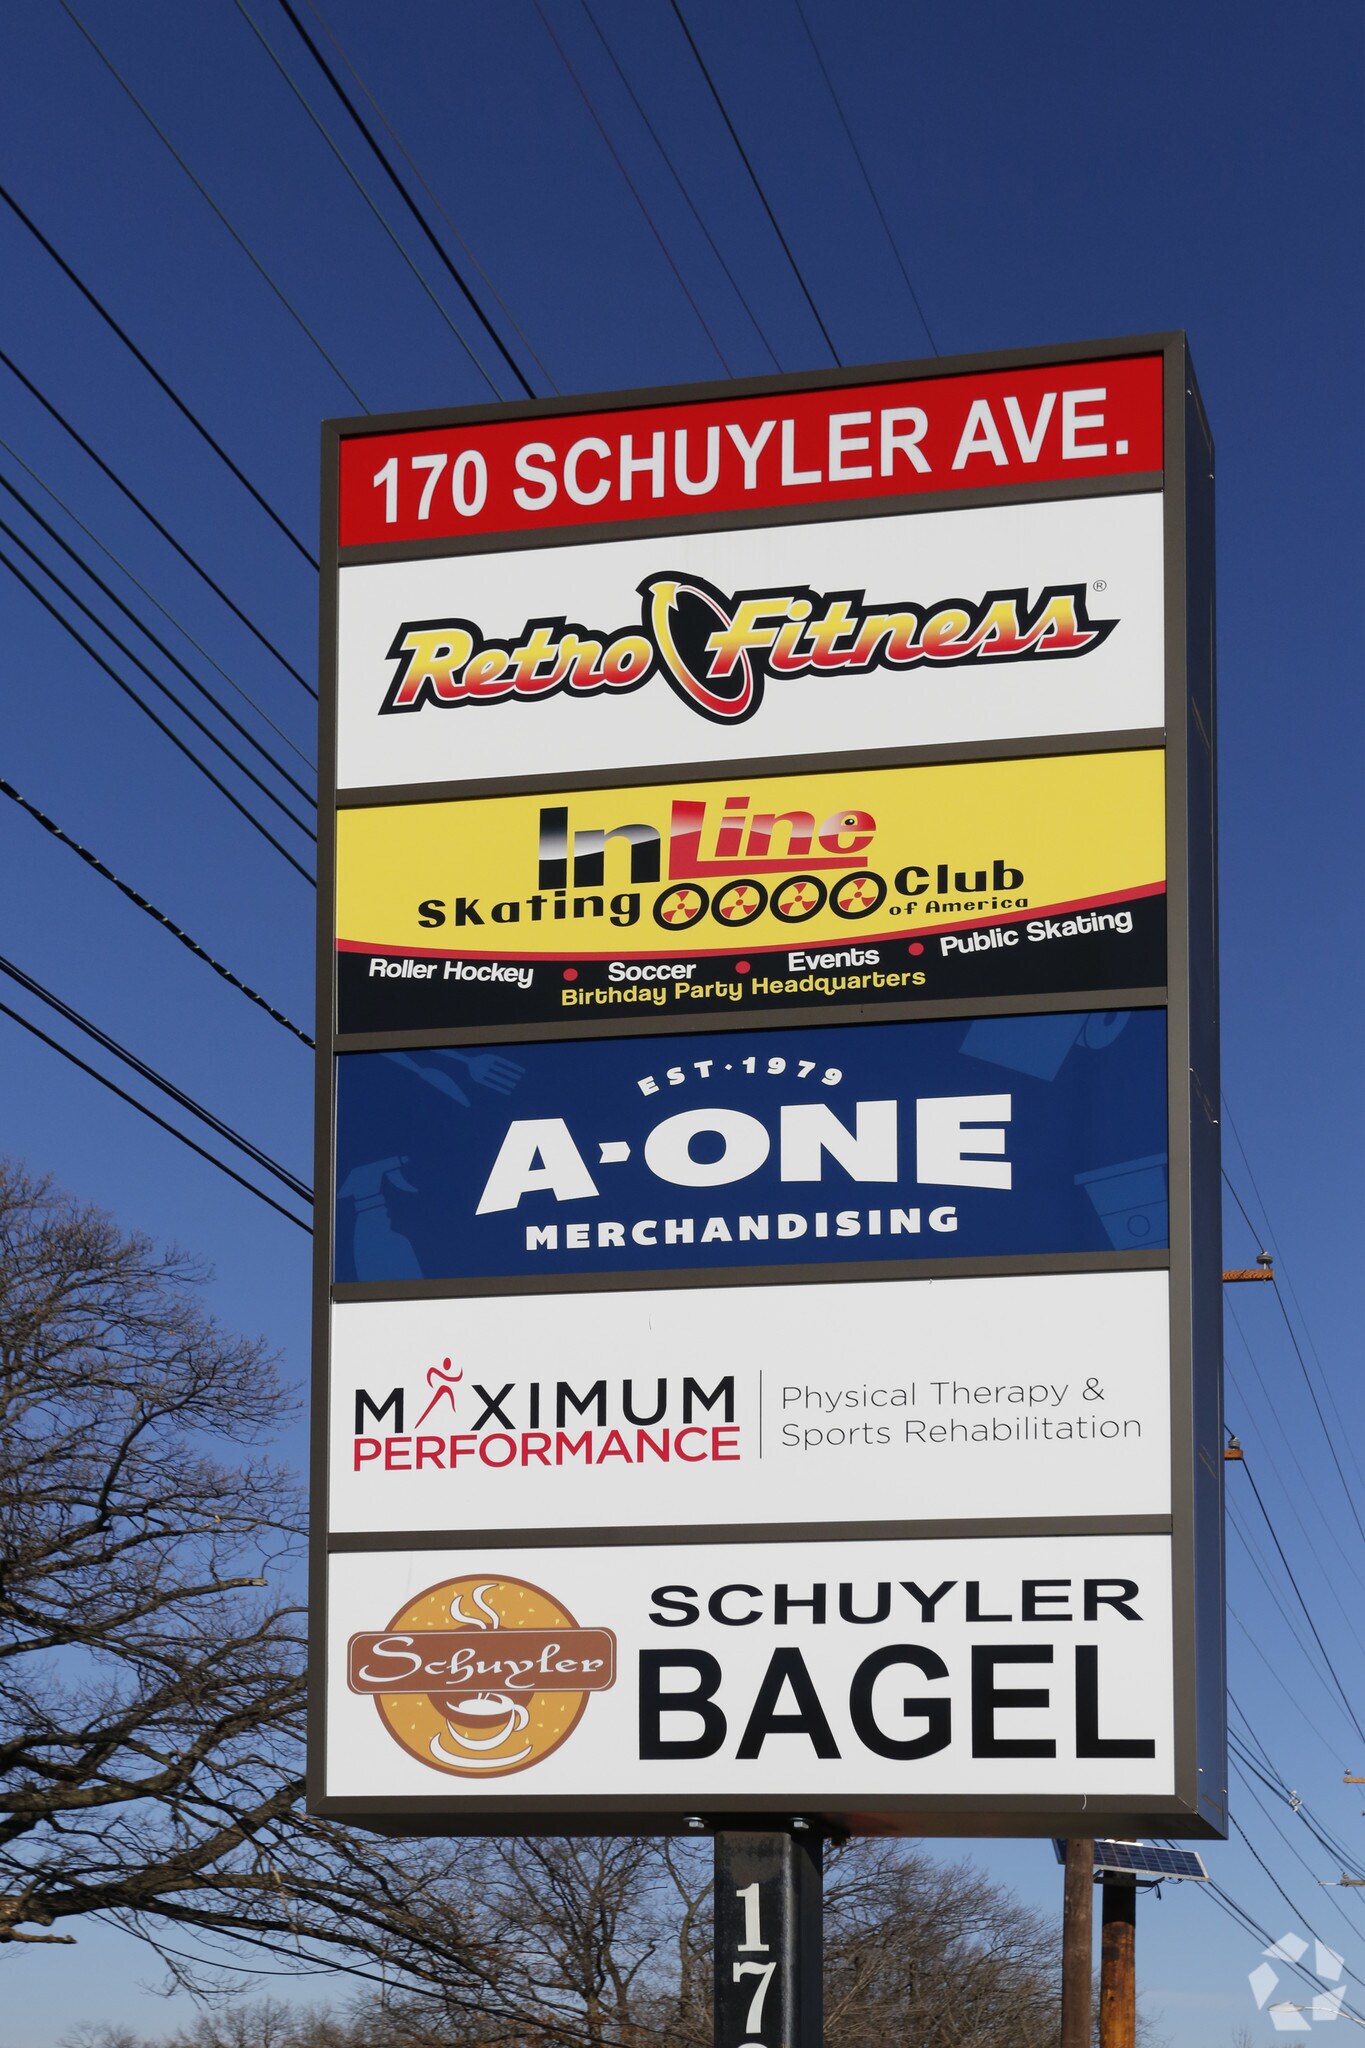 170 SCHUYLER AVE.
Retro Fitness®
InLine
Skating Club
of America
Roller Hockey • Soccer • Events • Public Skating
Birthday Party Headquarters
EST·1979
A-ONE
MERCHANDISING
MAXIMUM
PERFORMANCE
Physical Therapy &
Sports Rehabilitation
Schuyler
SCHUYLER
BAGEL
17